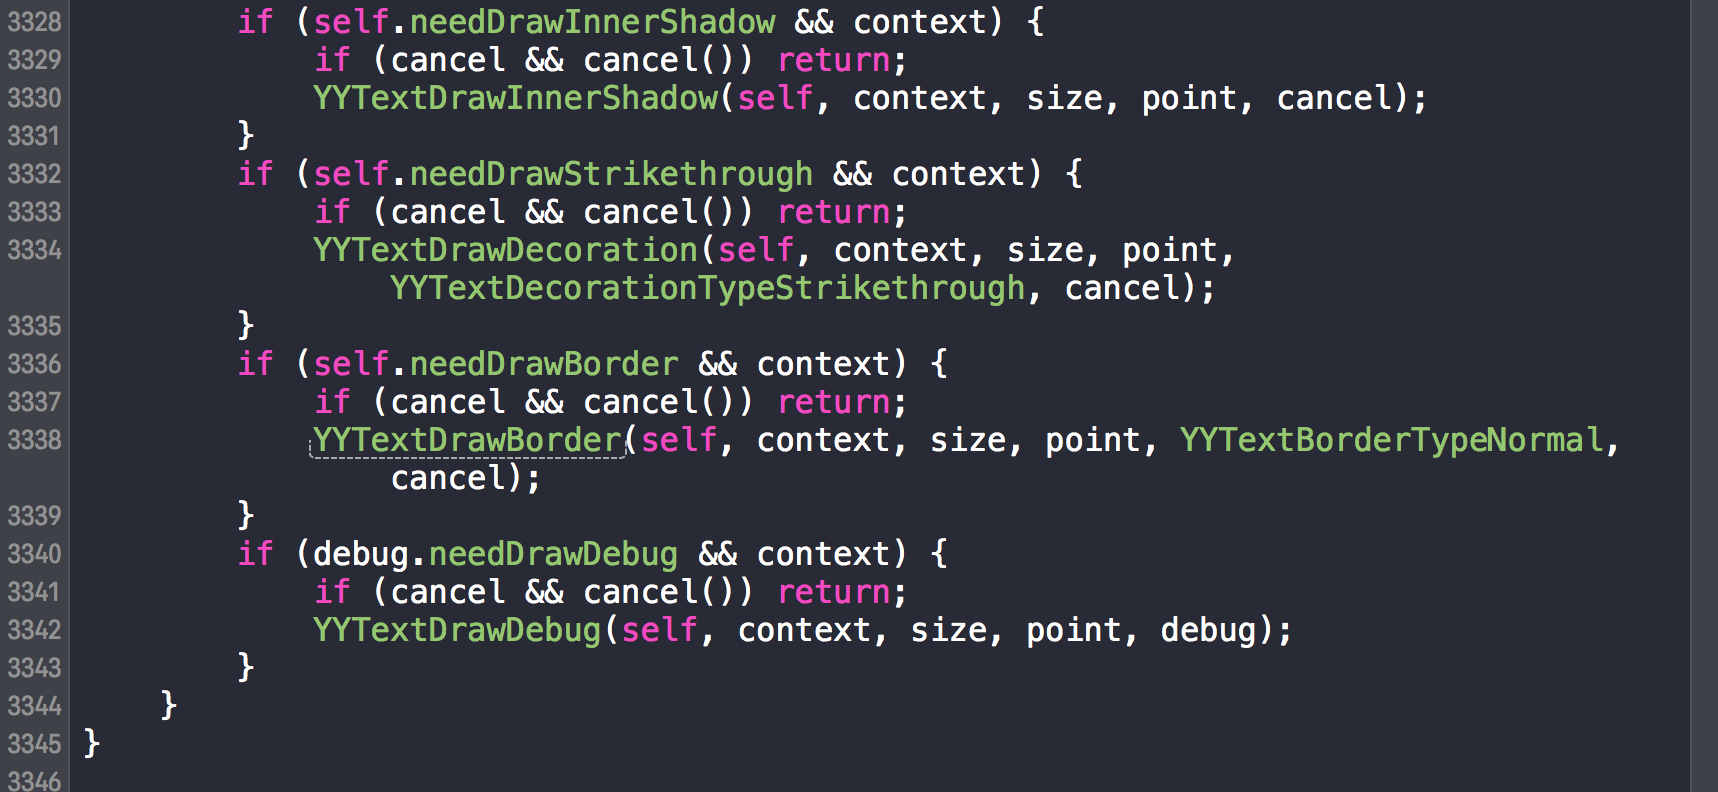 3328 if (self.needDrawInnerShadow && context) {
3329 if (cancel && cancel()) return;
3330 YYTextDrawInnerShadow(self, context, size, point, cancel);
3331 }
3332 if (self.needDrawStrikethrough && context) {
3333 if (cancel && cancel()) return;
3334 YYTextDrawDecoration(self, context, size, point,
YYTextDecorationTypeStrikethrough, cancel);
3335 }
3336 if (self.needDrawBorder && context) {
3337 if (cancel && cancel()) return;
3338 YYTextDrawBorder(self, context, size, point, YYTextBorderTypeNormal,
cancel);
3339 }
3340 if (debug.needDrawDebug && context) {
3341 if (cancel && cancel()) return;
3342 YYTextDrawDebug(self, context, size, point, debug);
3343 }
3344 }
3345 }
3346